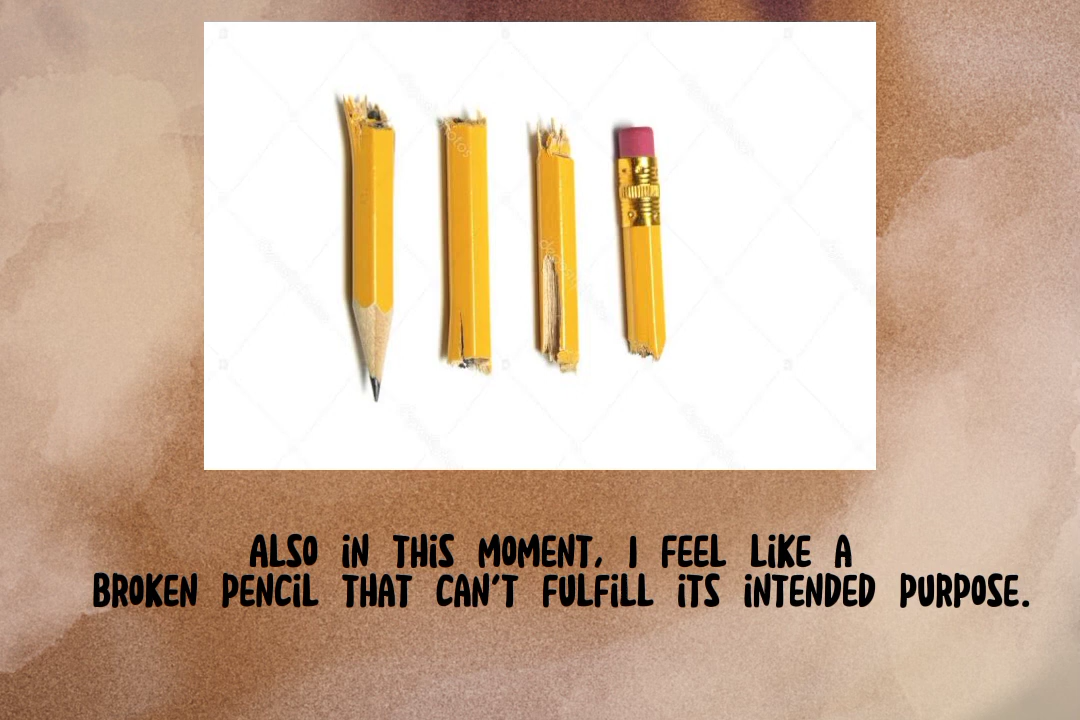 ALSO IN THIS MOMENT, I FEEL LIKE A
BROKEN PENCIL THAT CAN'T FULFILL ITS INTENDED PURPOSE.